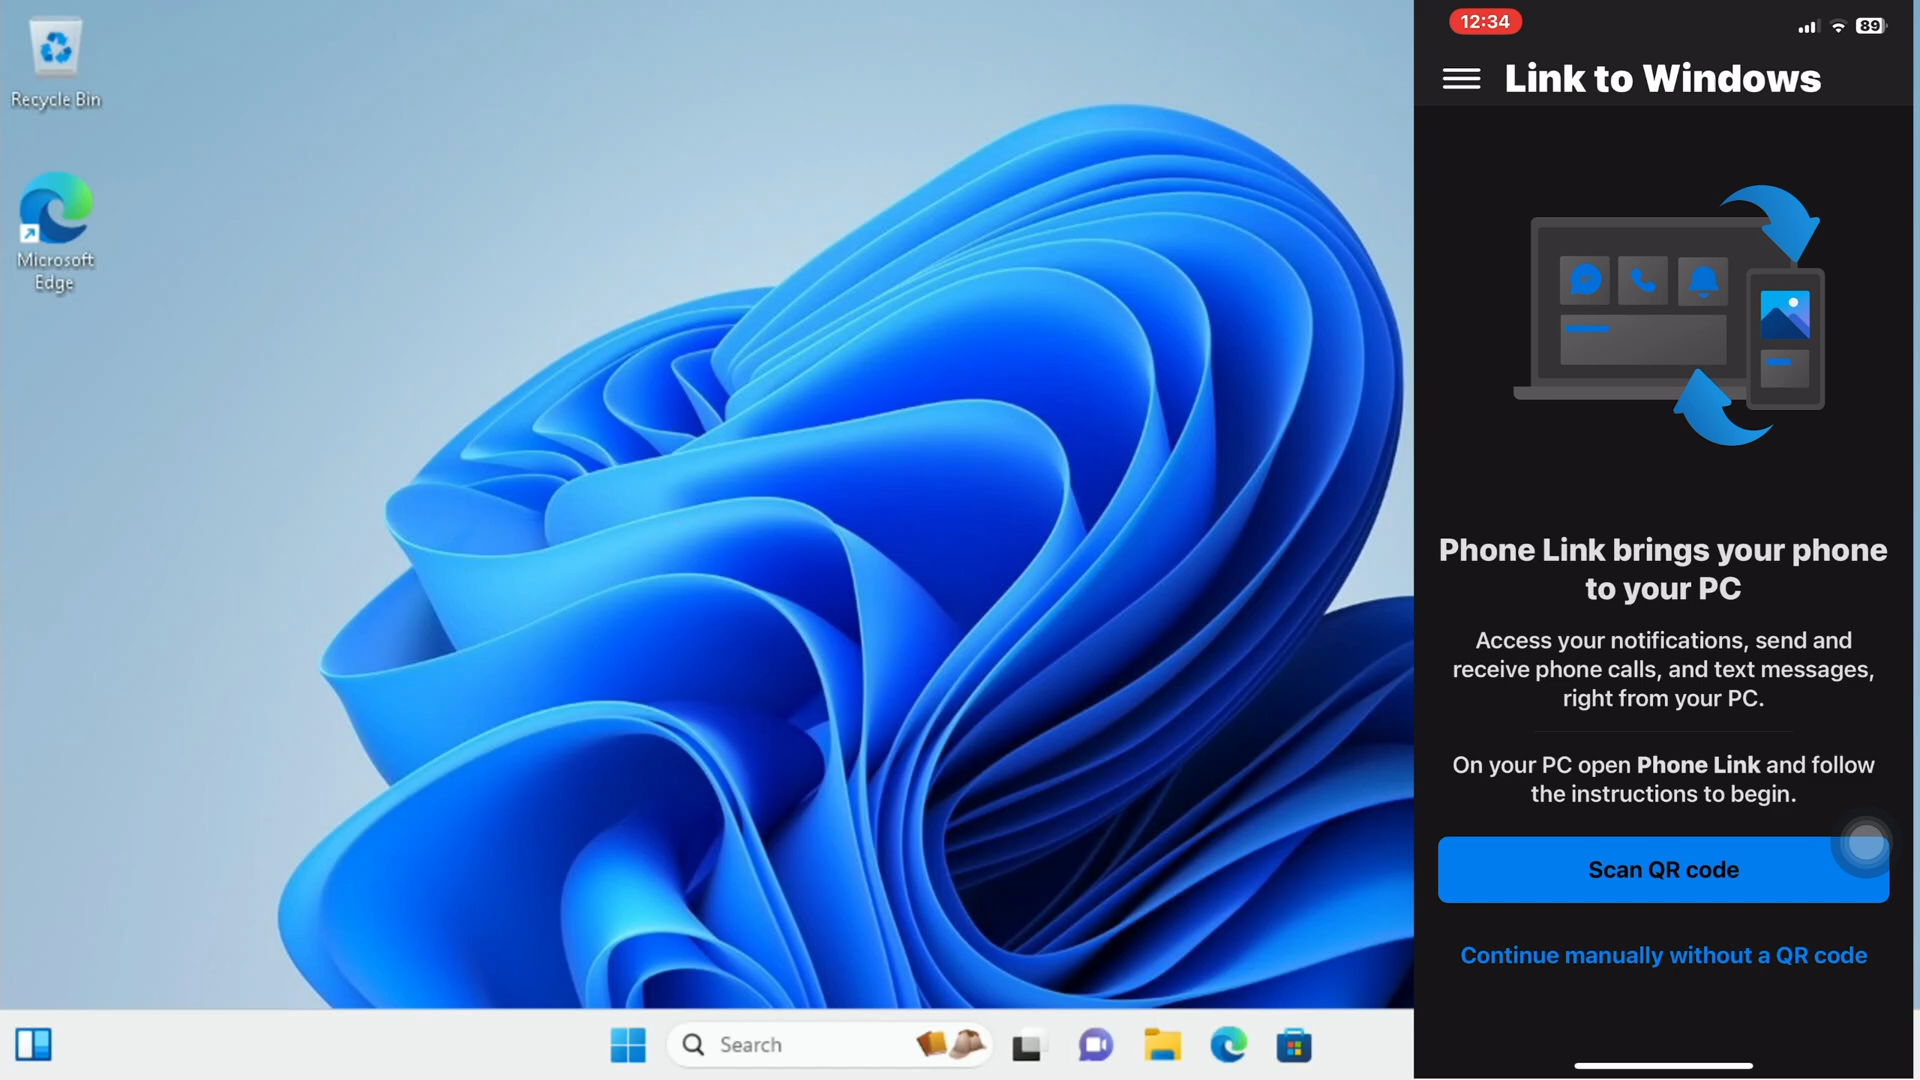 Recycle Bin
Microsoft
Edge
Search
12:34
89
Link to Windows
Phone Link brings your phone
to your PC
Access your notifications, send and
receive phone calls, and text messages,
right from your PC.
On your PC open Phone Link and follow
the instructions to begin.
Scan QR code
Continue manually without a QR code